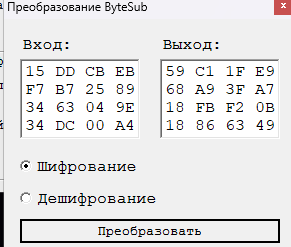 Преобразование ByteSub
Вход: Выход:
15 DD CB EB 59 C1 1F E9
F7 B7 25 89 68 A9 3F A7
34 63 04 9E 18 FB F2 0B
34 DC 00 A4 18 86 63 49
Шифрование
Дешифрование
Преобразовать